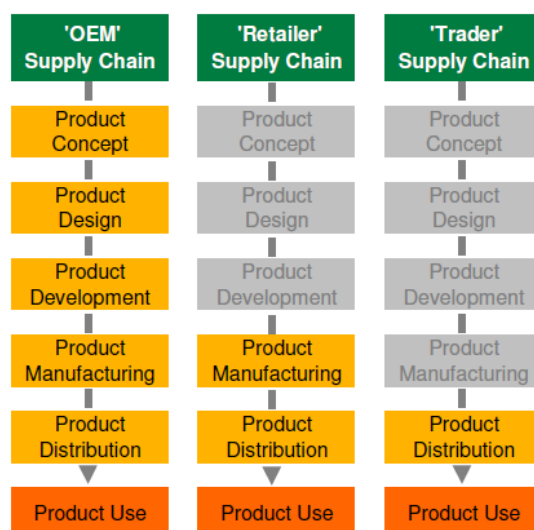 'OEM'
Supply Chain
Product
Concept
Product
Design
Product
Development
Product
Manufacturing
Product
Distribution
Product Use
'Retailer'
Supply Chain
Product
Concept
Product
Design
Product
Development
Product
Manufacturing
Product
Distribution
Product Use
'Trader'
Supply Chain
Product
Concept
Product
Design
Product
Development
Product
Manufacturing
Product
Distribution
Product Use